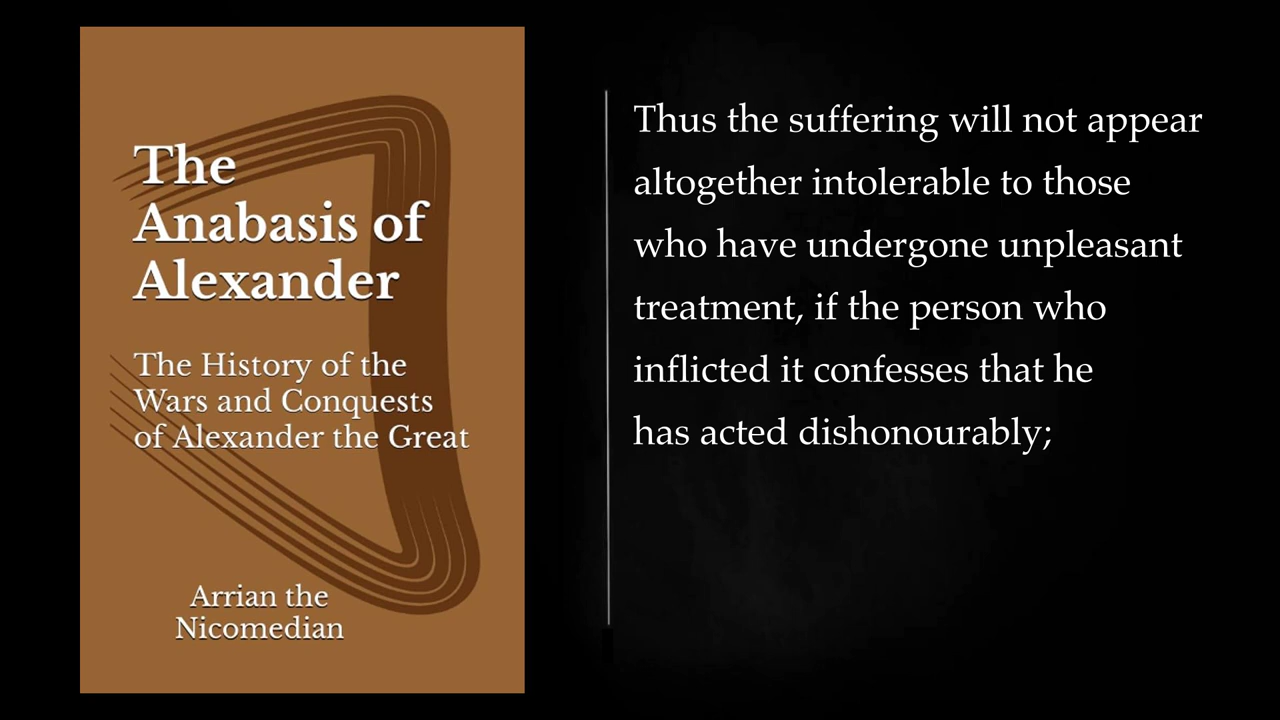 The
Anabasis of
Alexander
The History of the
Wars and Conquests
of Alexander the Great
Arrian the
Nicomedian
Thus the suffering will not appear
altogether intolerable to those
who have undergone unpleasant
treatment, if the person who
inflicted it confesses that he
has acted dishonourably;